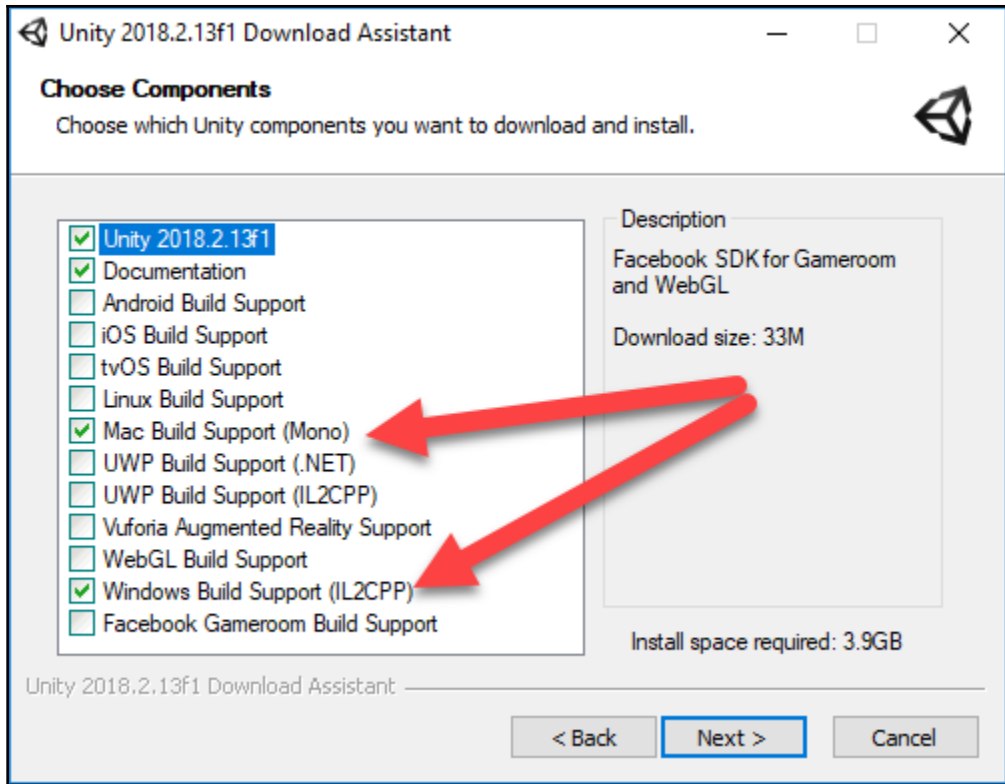 Unity 2018.2.13f1 Download Assistant
Choose Components
Choose which Unity components you want to download and install.
Unity 2018.2.13f1
Documentation
Android Build Support
iOS Build Support
tvOS Build Support
Linux Build Support
Mac Build Support (Mono)
UWP Build Support (.NET)
UWP Build Support (IL2CPP)
Vuforia Augmented Reality Support
WebGL Build Support
Windows Build Support (IL2CPP)
Facebook Gameroom Build Support
Description
Facebook SDK for Gameroom
and WebGL
Download size: 33M
Install space required: 3.9GB
Unity 2018.2.13f1 Download Assistant
< Back
Next >
Cancel